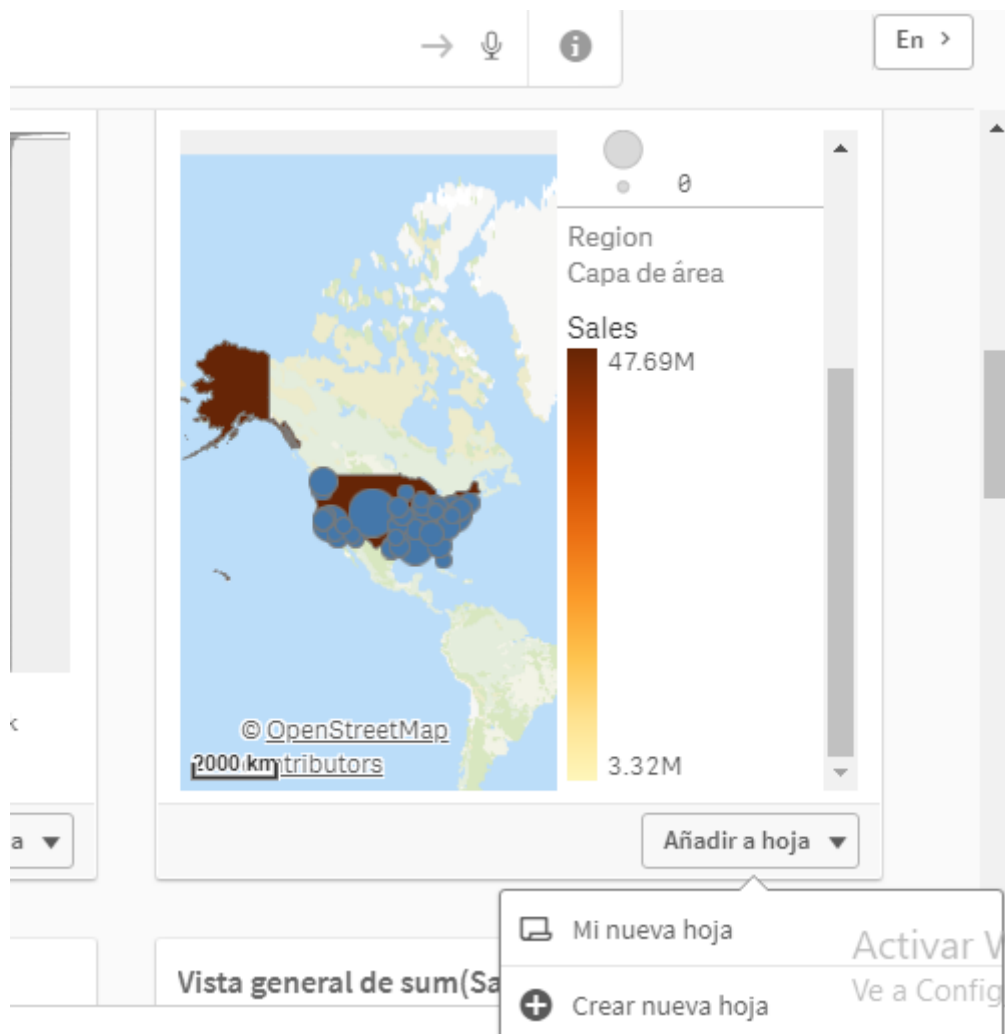 En >
0
Region
Capa de área
Sales
47.69M
3.32M
© OpenStreetMap
2000 km
ntributors
a
Añadir a hoja
Mi nueva hoja
Crear nueva hoja
Vista general de sum(Sa
Activar
Ve a Config